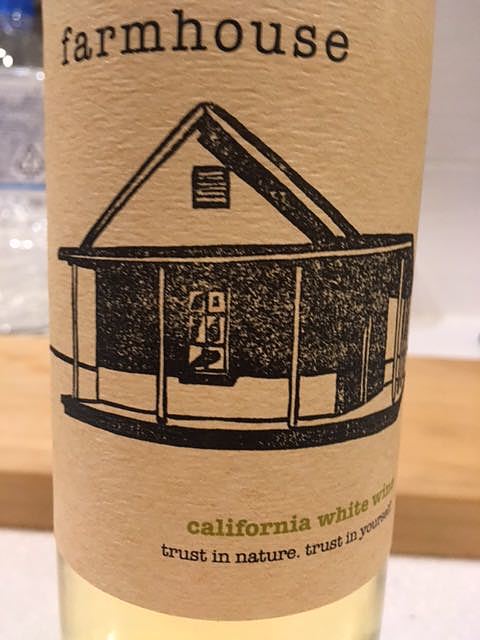 farmhouse
california white wine
trust in nature. trust in yourself